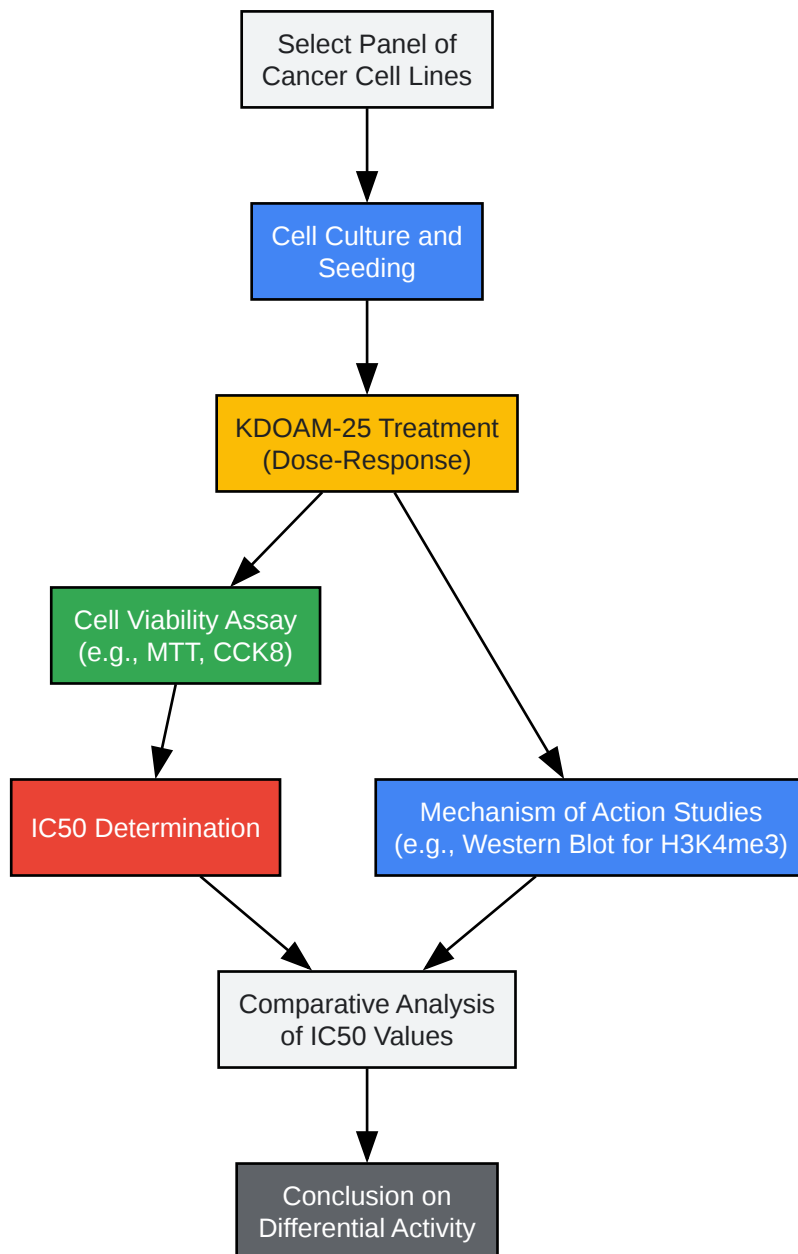 Select Panel of
Cancer Cell Lines
Cell Culture and
Seeding
KDOAM-25 Treatment
(Dose-Response)
Cell Viability Assay
(e.g., MTT, CCK8)
IC50 Determination
Mechanism of Action Studies
(e.g., Western Blot for H3K4me3)
Comparative Analysis
of IC50 Values
Conclusion on
Differential Activity